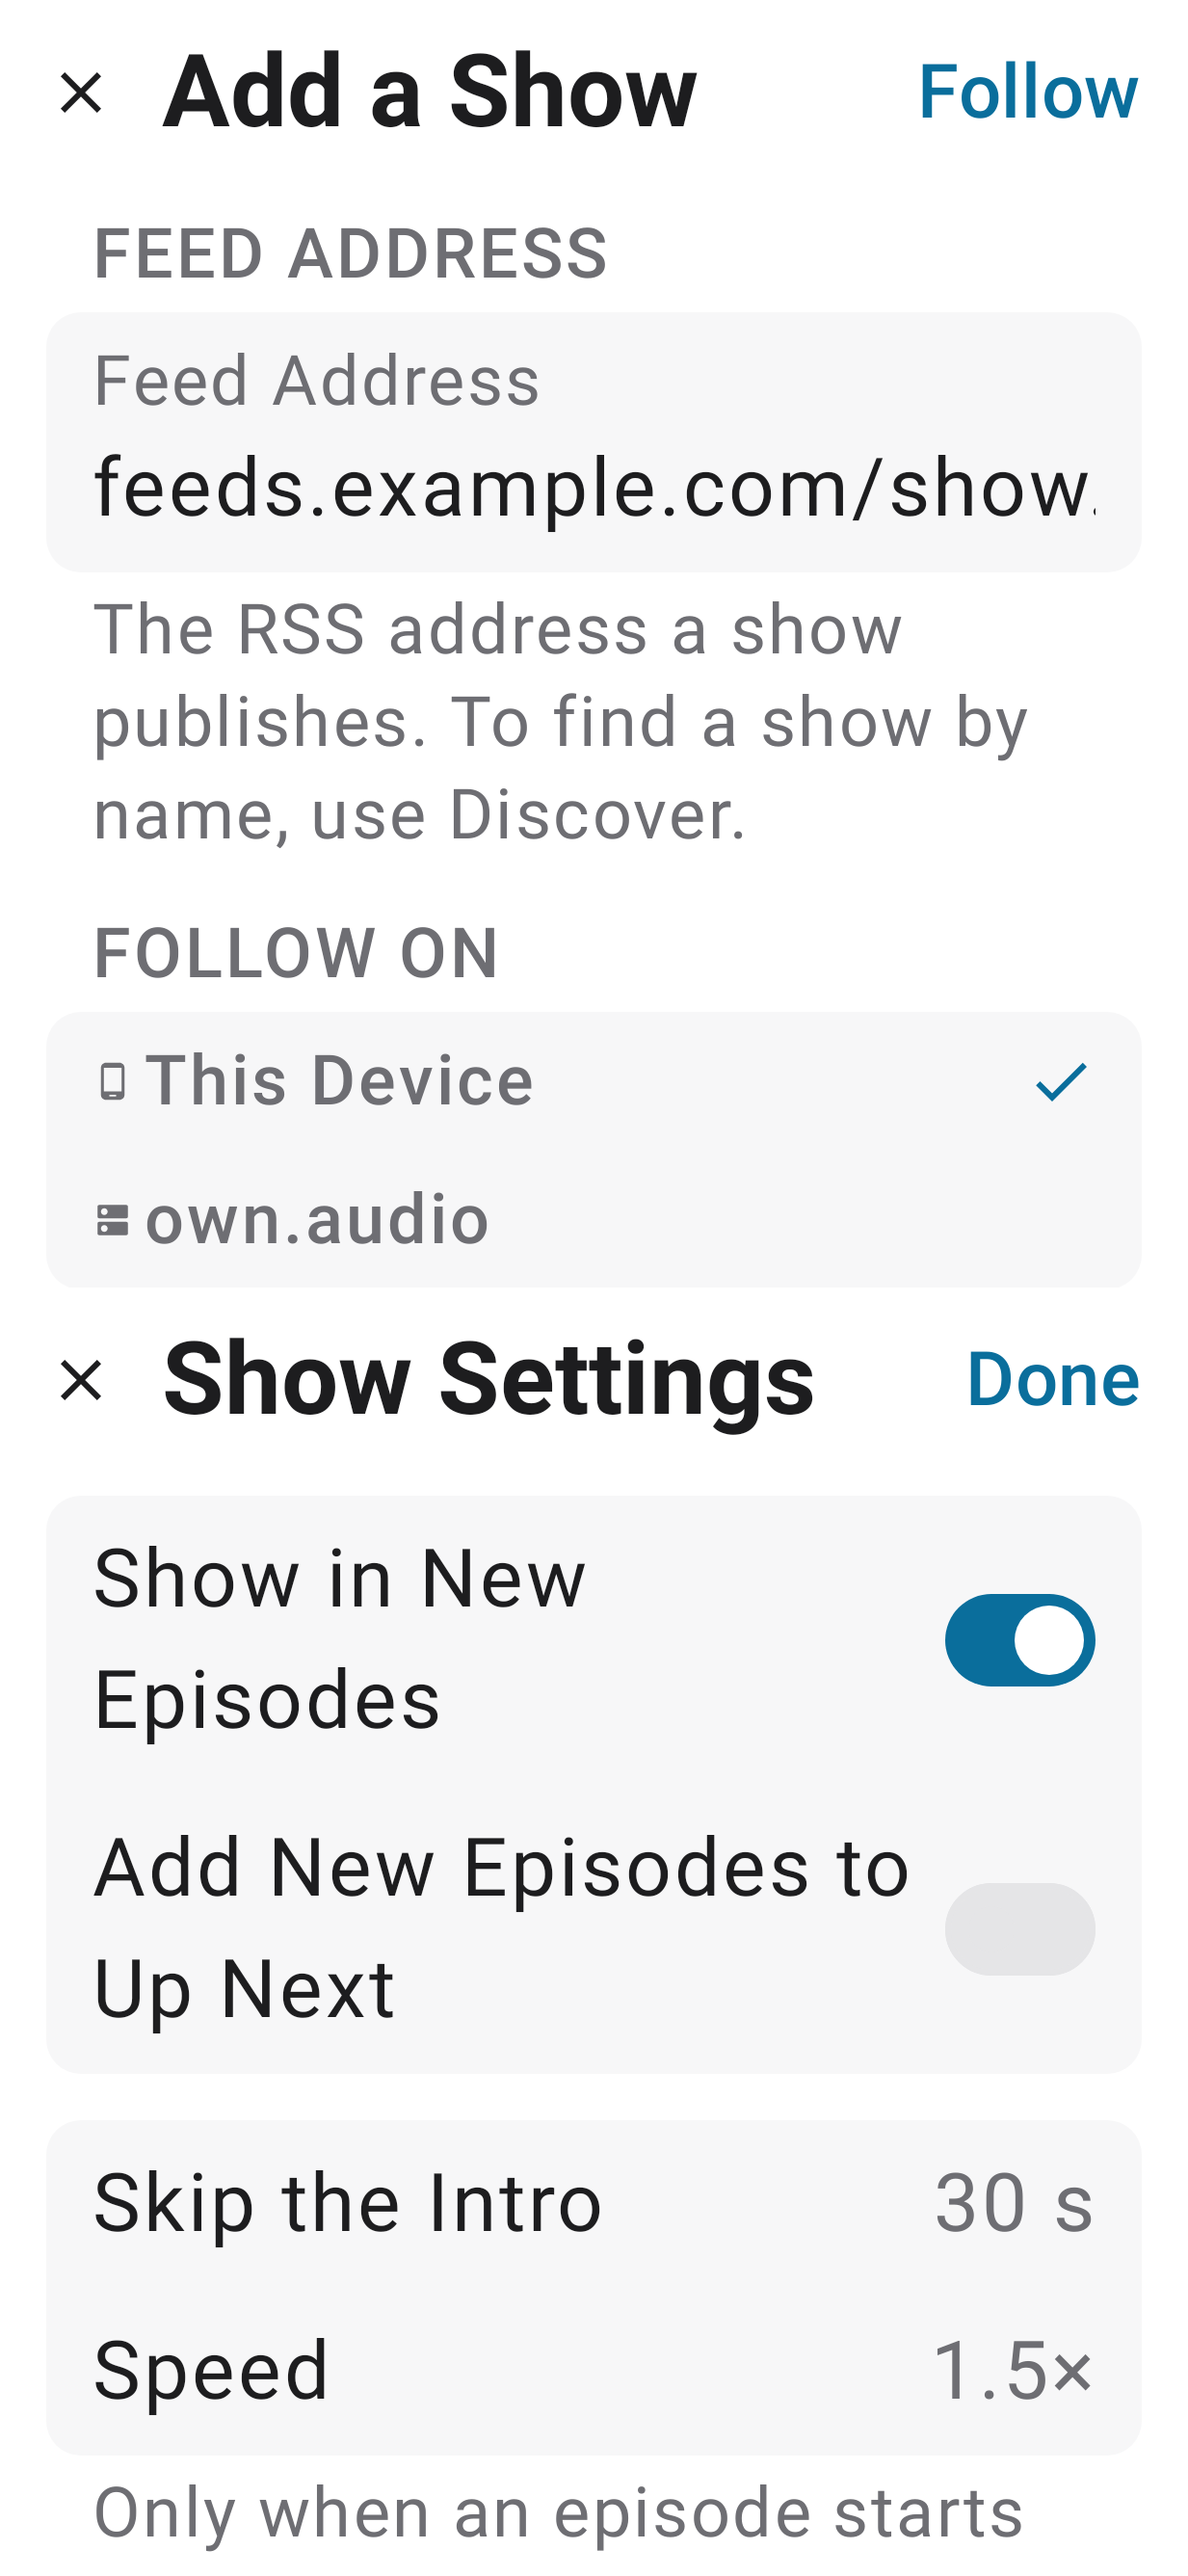 Add a Show
Follow
FEED ADDRESS
Feed Address
feeds.example.com/show.
The RSS address a show
publishes. To find a show by
name, use Discover.
FOLLOW ON
This Device
own.audio
Show Settings
Done
Show in New
Episodes
Add New Episodes to
Up Next
Skip the Intro
30 s
Speed
1.5×
Only when an episode starts